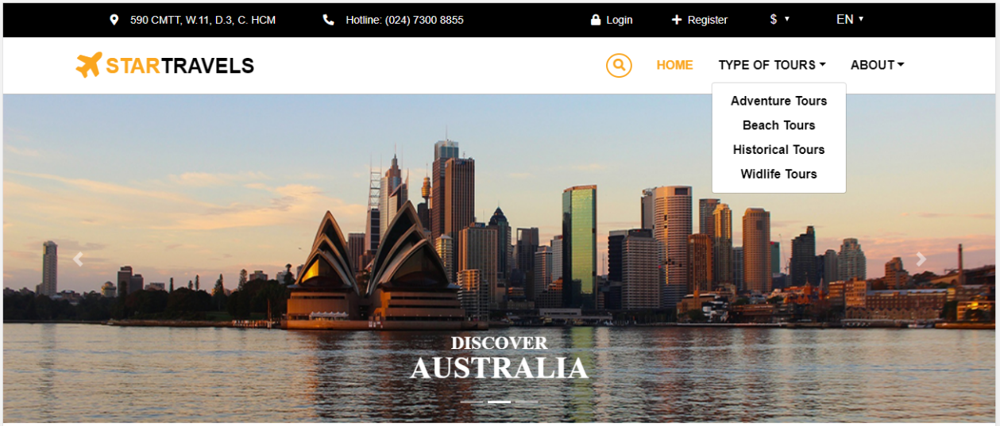 590 CMTT, W.11, D.3, C. HCM Hotline: (024) 7300 8855 Login Register $ EN
STARTRAVELS HOME TYPE OF TOURS ABOUT
Adventure Tours
Beach Tours
Historical Tours
Widlife Tours
DISCOVER
AUSTRALIA